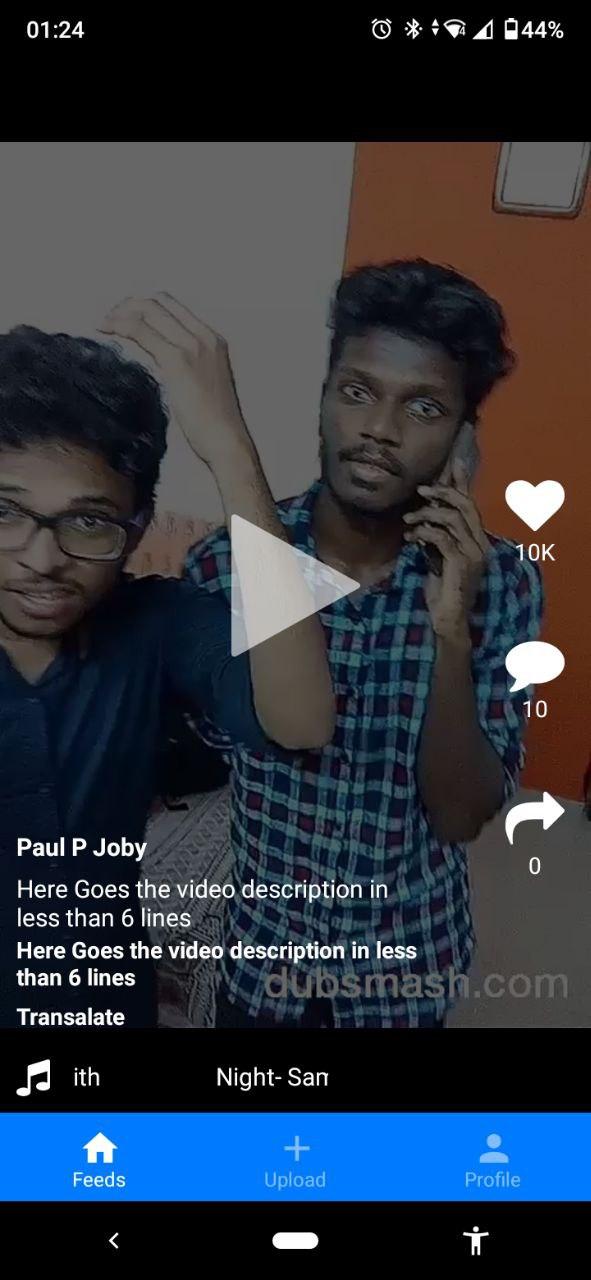 01:24
44%
10K
10
0
Paul P Joby
Here Goes the video description in
less than 6 lines
Here Goes the video description in less
than 6 lines
dubsmash.com
Transalate
ith Night- San
Feeds Upload Profile